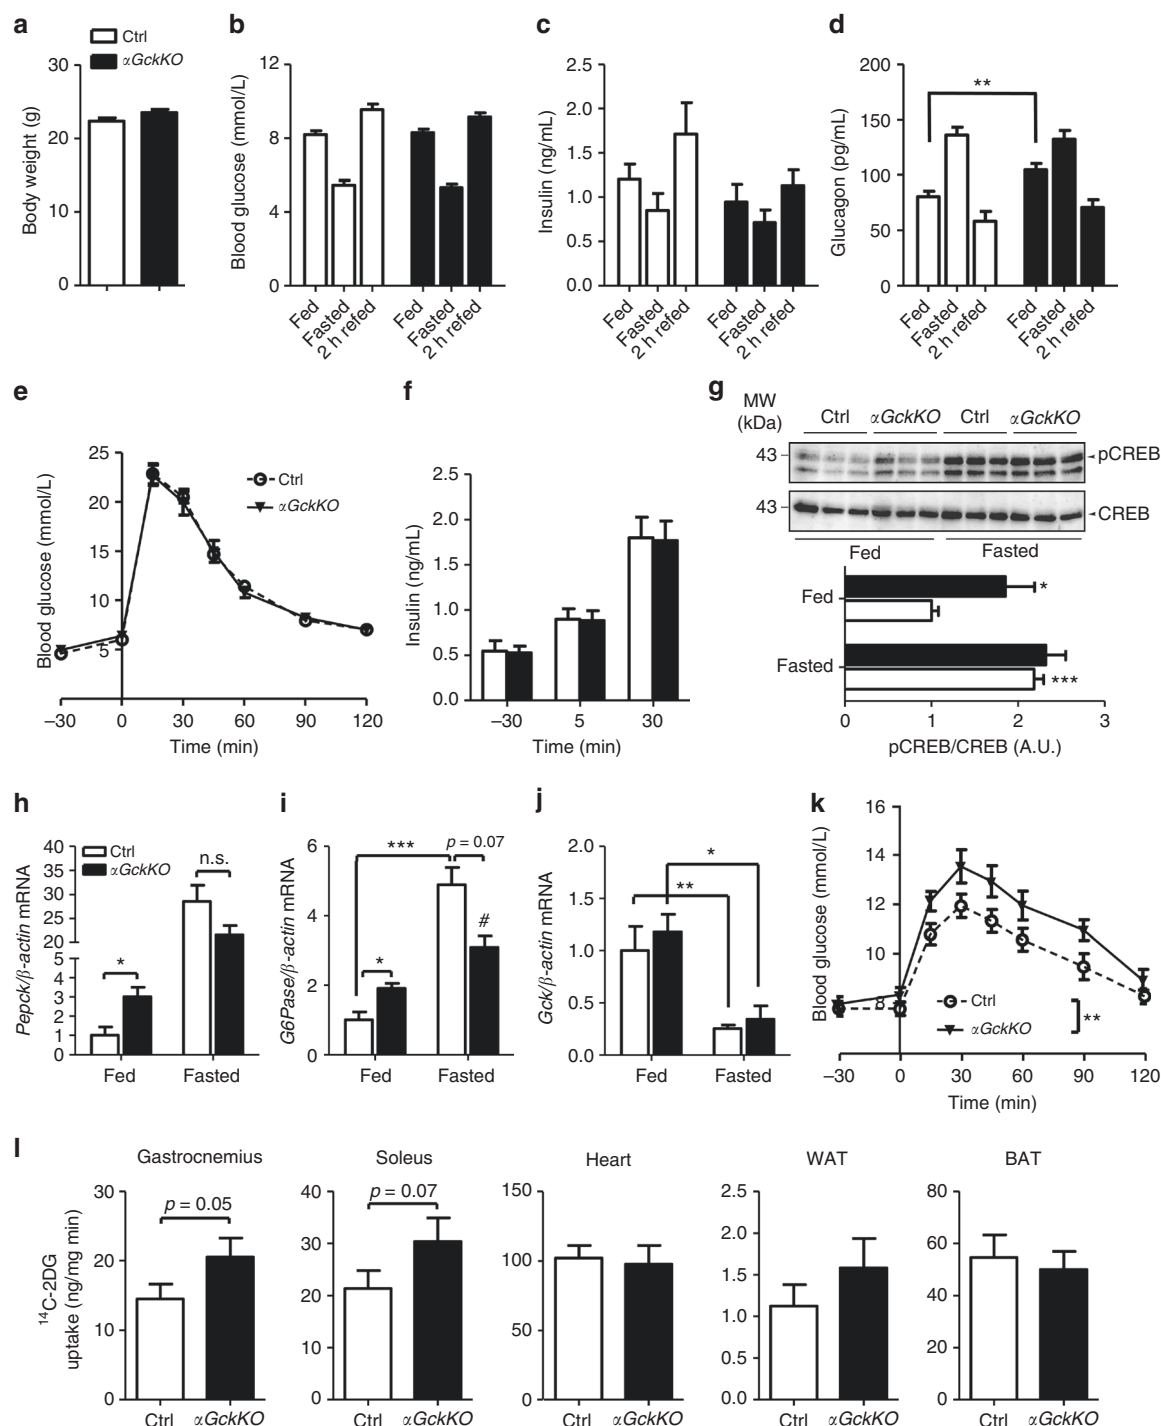 a
Ctrl
αGckKO
Body weight (g)
30
20
10
0
b
Blood glucose (mmol/L)
12
8
4
0
Fed
Fasted
2 h refed
Fed
Fasted
2 h refed
c
Insulin (ng/mL)
2.5
2.0
1.5
1.0
0.5
0.0
Fed
Fasted
2 h refed
Fed
Fasted
2 h refed
d
Glucagon (pg/mL)
200
150
100
50
0
**
Fed
Fasted
2 h refed
Fed
Fasted
2 h refed
e
Blood glucose (mmol/L)
25
20
15
10
5
Ctrl
αGckKO
–30 0 30 60 90 120
Time (min)
f
Insulin (ng/mL)
2.5
2.0
1.5
1.0
0.5
0.0
–30 5 30
Time (min)
g
MW
(kDa)
Ctrl αGckKO Ctrl αGckKO
43 pCREB
43 CREB
Fed Fasted
Fed *
Fasted ***
0 1 2 3
pCREB/CREB (A.U.)
h
Pepck/β-actin mRNA
40
35
30
25
20
5
4
3
2
1
0
Ctrl
αGckKO
n.s.
*
Fed Fasted
i
G6Pase/β-actin mRNA
6
4
2
0
*** p = 0.07
#
*
Fed Fasted
j
Gck/β-actin mRNA
2.0
1.5
1.0
0.5
0.0
*
**
Fed Fasted
k
Blood glucose (mmol/L)
16
14
12
10
8
Ctrl
αGckKO
**
–30 0 30 60 90 120
Time (min)
l
14C-2DG
uptake (ng/mg min)
Gastrocnemius
30
20
10
0
p = 0.05
Ctrl αGckKO
Soleus
40
30
20
10
0
p = 0.07
Ctrl αGckKO
Heart
150
100
50
0
Ctrl αGckKO
WAT
2.5
2.0
1.5
1.0
0.5
0.0
Ctrl αGckKO
BAT
80
60
40
20
0
Ctrl αGckKO